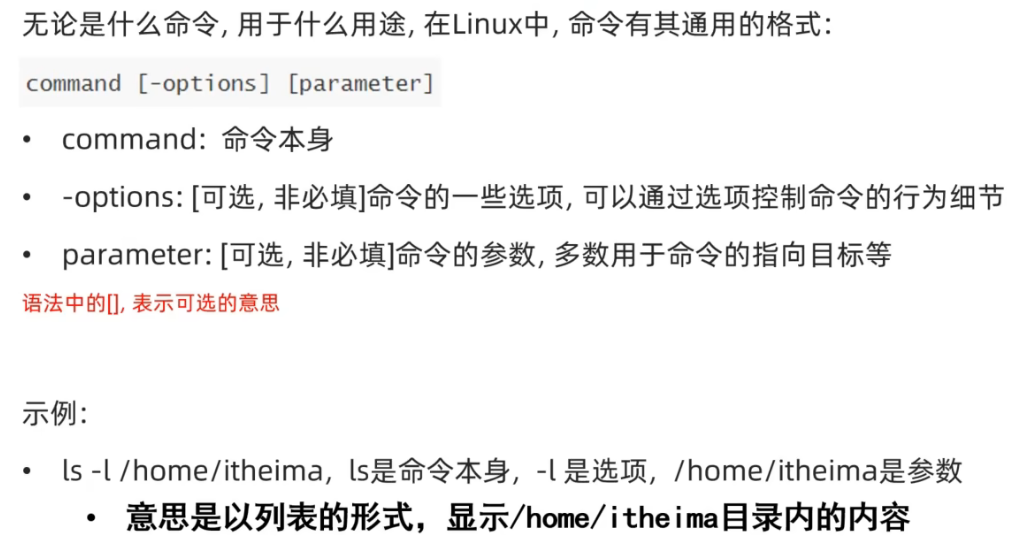 无论是什么命令, 用于什么用途, 在Linux中, 命令有其通用的格式:
command [-options] [parameter]
• command: 命令本身
• -options: [可选, 非必填]命令的一些选项, 可以通过选项控制命令的行为细节
• parameter: [可选, 非必填]命令的参数, 多数用于命令的指向目标等
语法中的[], 表示可选的意思
示例:
• ls -l /home/itheima, ls是命令本身, -l 是选项, /home/itheima是参数
• 意思是以列表的形式，显示/home/itheima目录内的内容